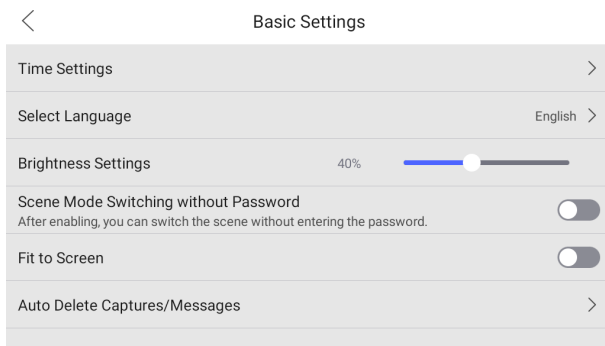 Basic Settings
Time Settings
Select Language English
Brightness Settings 40%
Scene Mode Switching without Password
After enabling, you can switch the scene without entering the password.
Fit to Screen
Auto Delete Captures/Messages